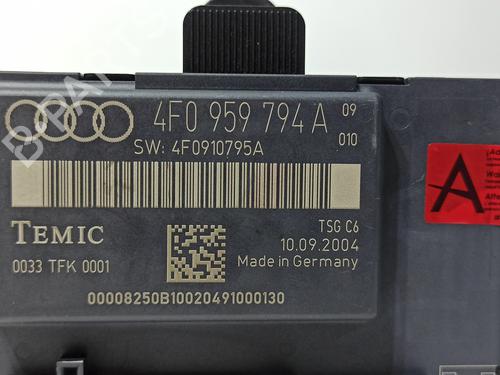 4F0 959 794 A 09
010
SW: 4F0910795A
TEMIC
TSG C6
10.09.2004
0033 TFK 0001
Made in Germany
00008250B10020491000130
A
B-PARTS